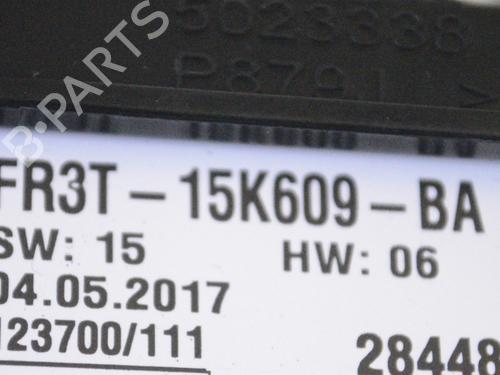 5023338
P8791 >
B-PARTS
FR3T-15K609-BA
SW: 15 HW: 06
04.05.2017
123700/111
28448